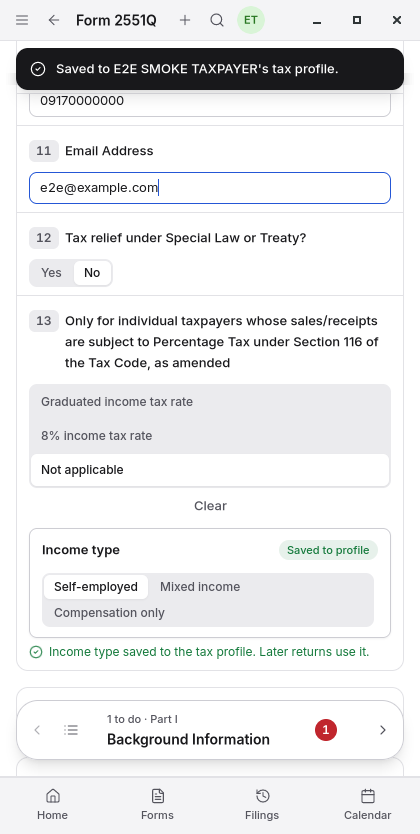 Form 2551Q
ET
Saved to E2E SMOKE TAXPAYER's tax profile.
09170000000
11 Email Address
e2e@example.com
12 Tax relief under Special Law or Treaty?
Yes No
13 Only for individual taxpayers whose sales/receipts
are subject to Percentage Tax under Section 116 of
the Tax Code, as amended
Graduated income tax rate
8% income tax rate
Not applicable
Clear
Income type Saved to profile
Self-employed Mixed income
Compensation only
Income type saved to the tax profile. Later returns use it.
1 to do · Part I
Background Information 1
Home Forms Filings Calendar